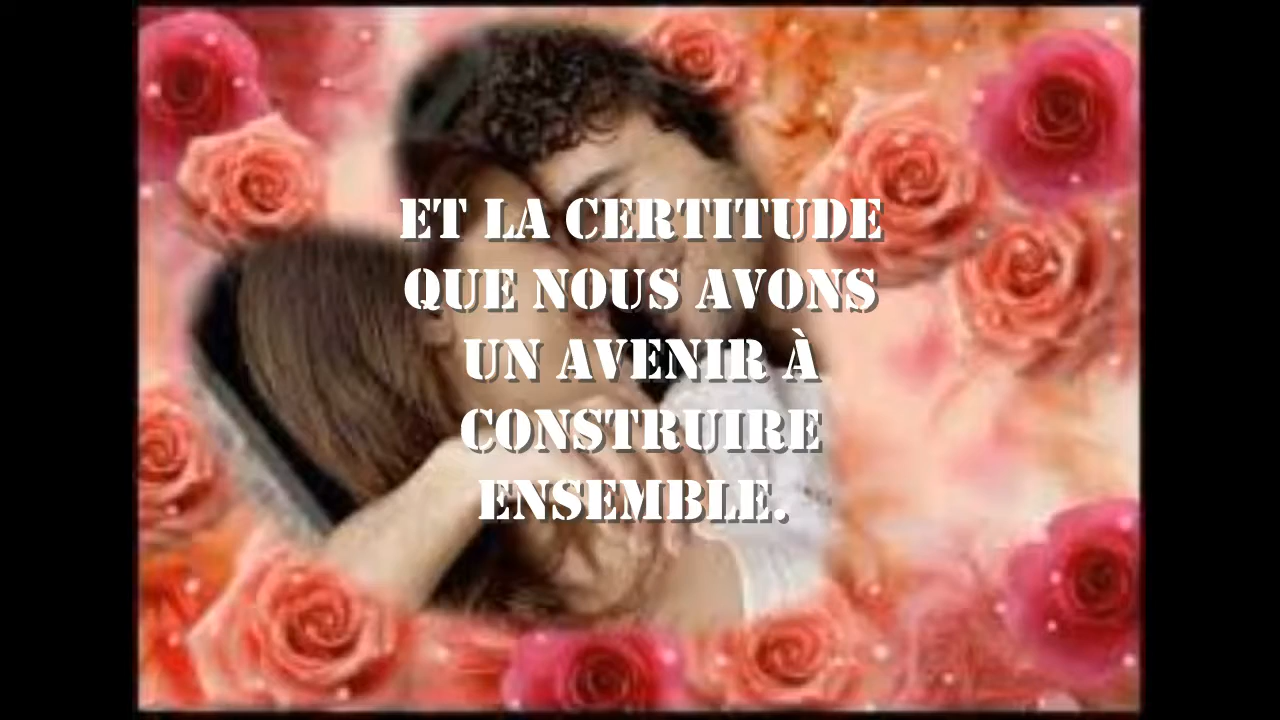 ET LA CERTITUDE
QUE NOUS AVONS
UN AVENIR À
CONSTRUIRE
ENSEMBLE.